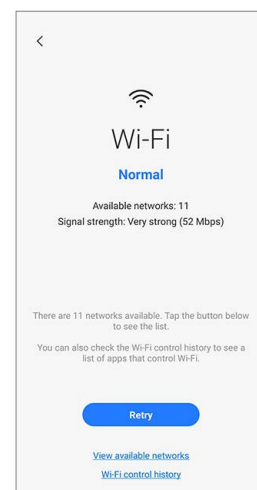 Wi-Fi
Normal
Available networks: 11
Signal strength: Very strong (52 Mbps)
There are 11 networks available. Tap the button below
to see the list.
You can also check the Wi-Fi control history to see a
list of apps that control Wi-Fi.
Retry
View available networks
Wi-Fi control history